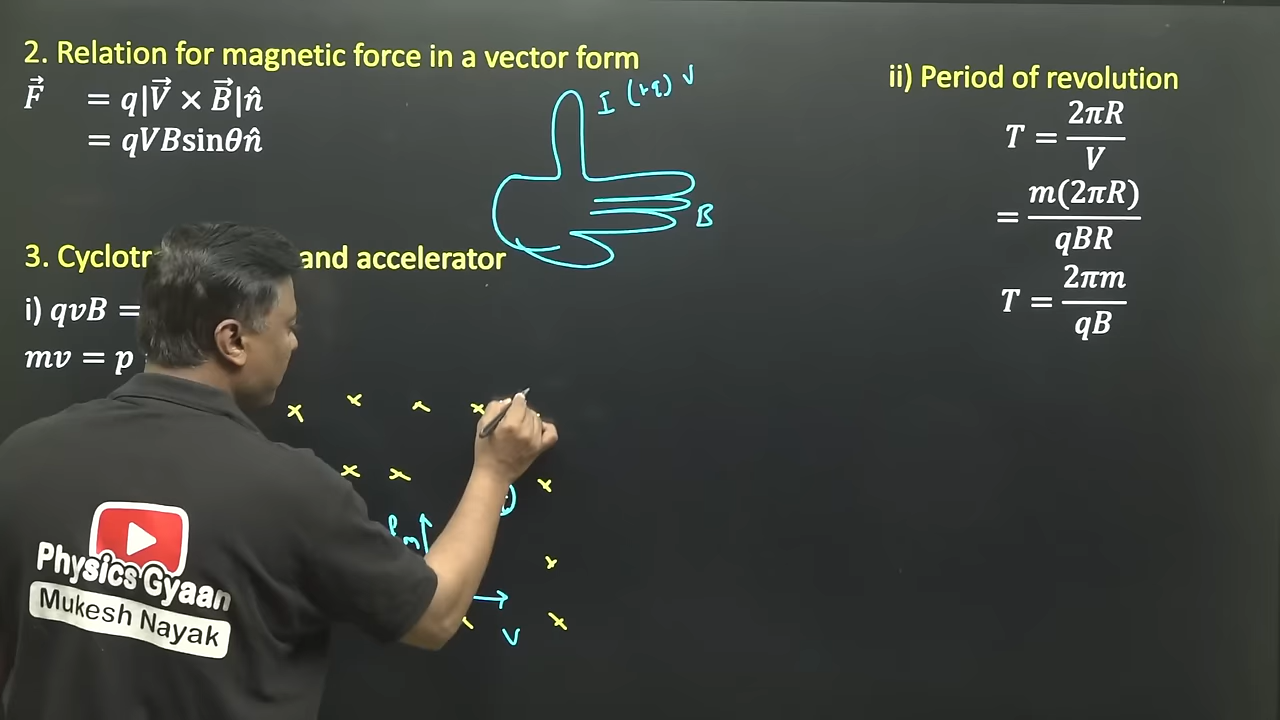 2. Relation for magnetic force in a vector form
F⃗ = q|V⃗ × B⃗|n̂
= qVBsinθn̂
I (+q) V
B
3. Cyclotr and accelerator
i) qvB =
mv = p
ii) Period of revolution
T = 2πR/V
= m(2πR)/qBR
T = 2πm/qB
× × × ×
× × ×
F
m
×
V ×
Physics Gyaan
Mukesh Nayak